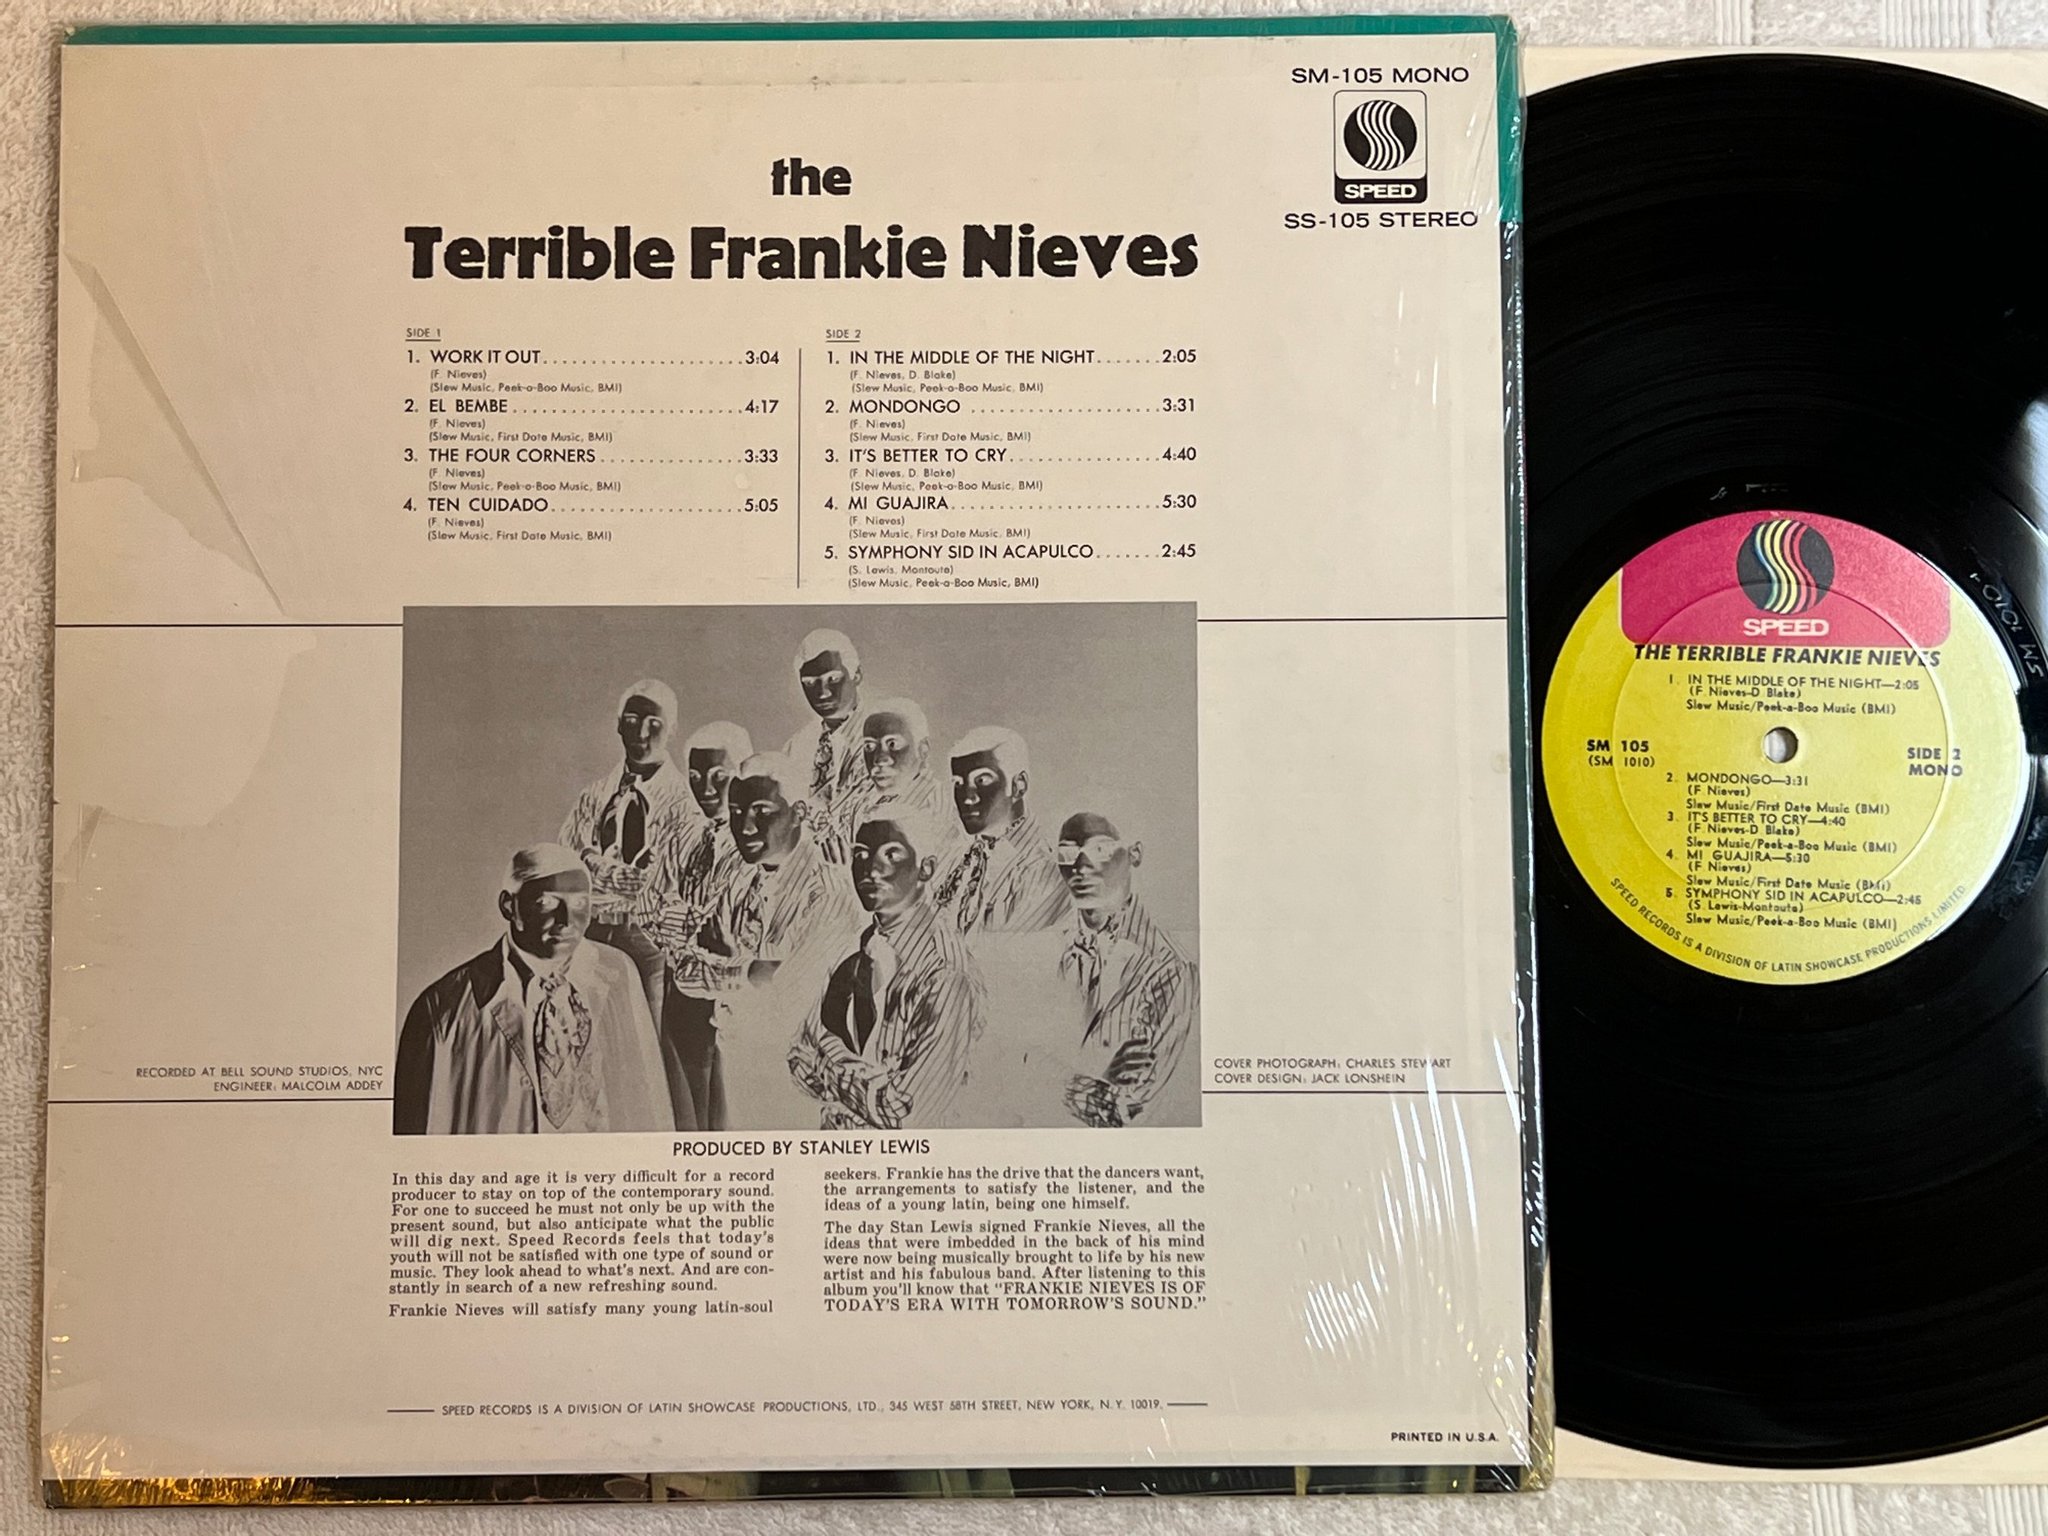 SM-105 MONO
SPEED
SS-105 STEREO
the
Terrible Frankie Nieves
SIDE 1
1. WORK IT OUT.....................3:04
(F. Nieves)
(Slew Music, Peek-a-Boo Music, BMI)
2. EL BEMBE........................4:17
(F. Nieves)
(Slew Music, First Date Music, BMI)
3. THE FOUR CORNERS...............3:33
(F. Nieves)
(Slew Music, Peek-a-Boo Music, BMI)
4. TEN CUIDADO....................5:05
(F. Nieves)
(Slew Music, First Date Music, BMI)
SIDE 2
1. IN THE MIDDLE OF THE NIGHT.......2:05
(F. Nieves, D. Blake)
(Slew Music, Peek-a-Boo Music, BMI)
2. MONDONGO ....................3:31
(F. Nieves)
(Slew Music, First Date Music, BMI)
3. IT'S BETTER TO CRY................4:40
(F. Nieves, D. Blake)
(Slew Music, Peek-a-Boo Music, BMI)
4. MI GUAJIRA......................5:30
(F. Nieves)
(Slew Music, First Date Music, BMI)
5. SYMPHONY SID IN ACAPULCO.......2:45
(S. Lewis, Montoute)
(Slew Music, Peek-a-Boo Music, BMI)
RECORDED AT BELL SOUND STUDIOS, NYC
ENGINEER: MALCOLM ADDEY
COVER PHOTOGRAPH: CHARLES STEWART
COVER DESIGN: JACK LONSHEIN
PRODUCED BY STANLEY LEWIS
In this day and age it is very difficult for a record
producer to stay on top of the contemporary sound.
For one to succeed he must not only be up with the
present sound, but also anticipate what the public
will dig next. Speed Records feels that today's
youth will not be satisfied with one type of sound or
music. They look ahead to what's next. And are con-
stantly in search of a new refreshing sound.
Frankie Nieves will satisfy many young latin-soul
seekers. Frankie has the drive that the dancers want,
the arrangements to satisfy the listener, and the
ideas of a young latin, being one himself.
The day Stan Lewis signed Frankie Nieves, all the
ideas that were imbedded in the back of his mind
were now being musically brought to life by his new
artist and his fabulous band. After listening to this
album you'll know that "FRANKIE NIEVES IS OF
TODAY'S ERA WITH TOMORROW'S SOUND."
SPEED RECORDS IS A DIVISION OF LATIN SHOWCASE PRODUCTIONS, LTD., 345 WEST 58TH STREET, NEW YORK, N.Y. 10019.
PRINTED IN U.S.A.
SPEED
THE TERRIBLE FRANKIE NIEVES
1. IN THE MIDDLE OF THE NIGHT—2:05
(F. Nieves-D. Blake)
Slew Music/Peek-a-Boo Music (BMI)
SM 105
(SM 1010)
SIDE 2
MONO
2. MONDONGO—3:31
(F. Nieves)
Slew Music/First Date Music (BMI)
3. IT'S BETTER TO CRY—4:40
(F. Nieves-D. Blake)
Slew Music/Peek-a-Boo Music (BMI)
4. MI GUAJIRA—5:30
(F. Nieves)
Slew Music/First Date Music (BMI)
5. SYMPHONY SID IN ACAPULCO—2:45
(S. Lewis-Montoute)
Slew Music/Peek-a-Boo Music (BMI)
SPEED RECORDS IS A DIVISION OF LATIN SHOWCASE PRODUCTIONS LIMITED
SM 1010